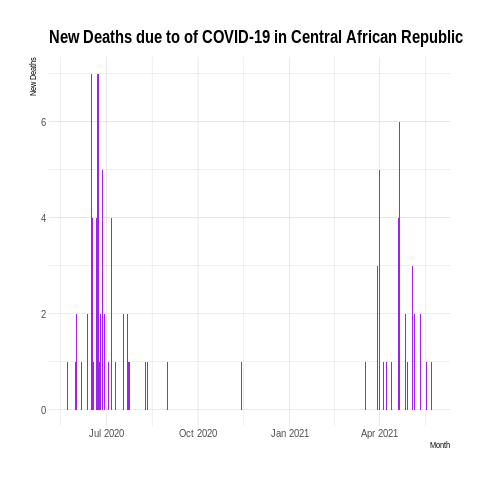 New Deaths due to of COVID-19 in Central African Republic
New Deaths
6
4
2
0
Jul 2020 Oct 2020 Jan 2021 Apr 2021
Month